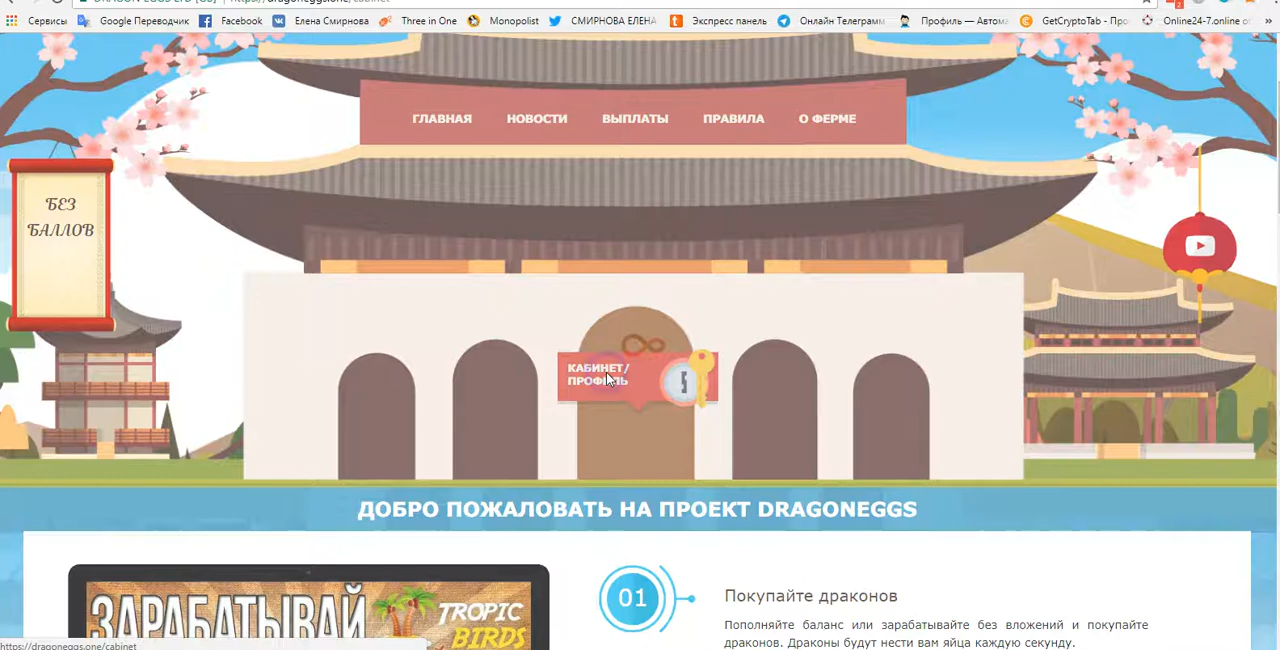 Сервисы Google Переводчик Facebook Елена Смирнова Three in One Monopolist СМИРНОВА ЕЛЕНА Экспресс панель Онлайн Телеграмм Профиль — Автома GetCryptoTab - Про Online24-7.online
ГЛАВНАЯ НОВОСТИ ВЫПЛАТЫ ПРАВИЛА О ФЕРМЕ
БЕЗ
БАЛЛОВ
КАБИНЕТ/
ПРОФИЛЬ
ДОБРО ПОЖАЛОВАТЬ НА ПРОЕКТ DRAGONEGGS
ЗАРАБАТЫВАЙ
TROPIC
BIRDS
01
Покупайте драконов
Пополняйте баланс или зарабатывайте без вложений и покупайте
драконов. Драконы будут нести вам яйца каждую секунду.
https://dragoneggs.one/cabinet